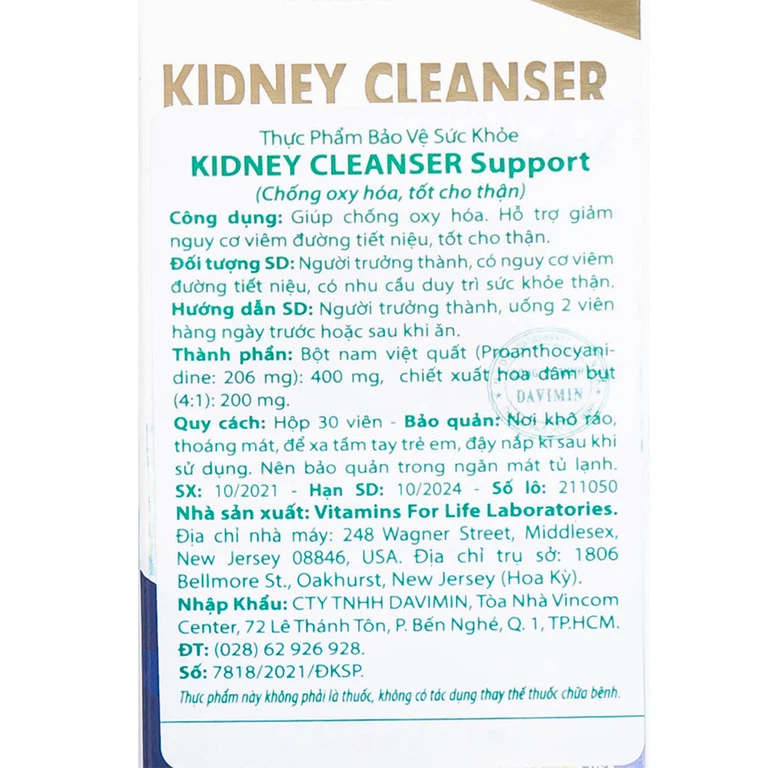 KIDNEY CLEANSER
Thực Phẩm Bảo Vệ Sức Khỏe
KIDNEY CLEANSER Support
(Chống oxy hóa, tốt cho thận)
Công dụng: Giúp chống oxy hóa. Hỗ trợ giảm
nguy cơ viêm đường tiết niệu, tốt cho thận.
Đối tượng SD: Người trưởng thành, có nguy cơ viêm
đường tiết niệu, có nhu cầu duy trì sức khỏe thận.
Hướng dẫn SD: Người trưởng thành, uống 2 viên
hàng ngày trước hoặc sau khi ăn.
Thành phần: Bột nam việt quất (Proanthocyani-
dine: 206 mg): 400 mg, chiết xuất hoa dâm bụt
(4:1): 200 mg.
DAVIMIN
Quy cách: Hộp 30 viên - Bảo quản: Nơi khô ráo,
thoáng mát, để xa tầm tay trẻ em, đậy nắp kĩ sau khi
sử dụng. Nên bảo quản trong ngăn mát tủ lạnh.
SX: 10/2021 - Hạn SD: 10/2024 - Số lô: 211050
Nhà sản xuất: Vitamins For Life Laboratories.
Địa chỉ nhà máy: 248 Wagner Street, Middlesex,
New Jersey 08846, USA. Địa chỉ trụ sở: 1806
Bellmore St., Oakhurst, New Jersey (Hoa Kỳ).
Nhập Khẩu: CTY TNHH DAVIMIN, Tòa Nhà Vincom
Center, 72 Lê Thánh Tôn, P. Bến Nghé, Q. 1, TP.HCM.
ĐT: (028) 62 926 928.
Số: 7818/2021/ĐKSP.
Thực phẩm này không phải là thuốc, không có tác dụng thay thế thuốc chữa bệnh.